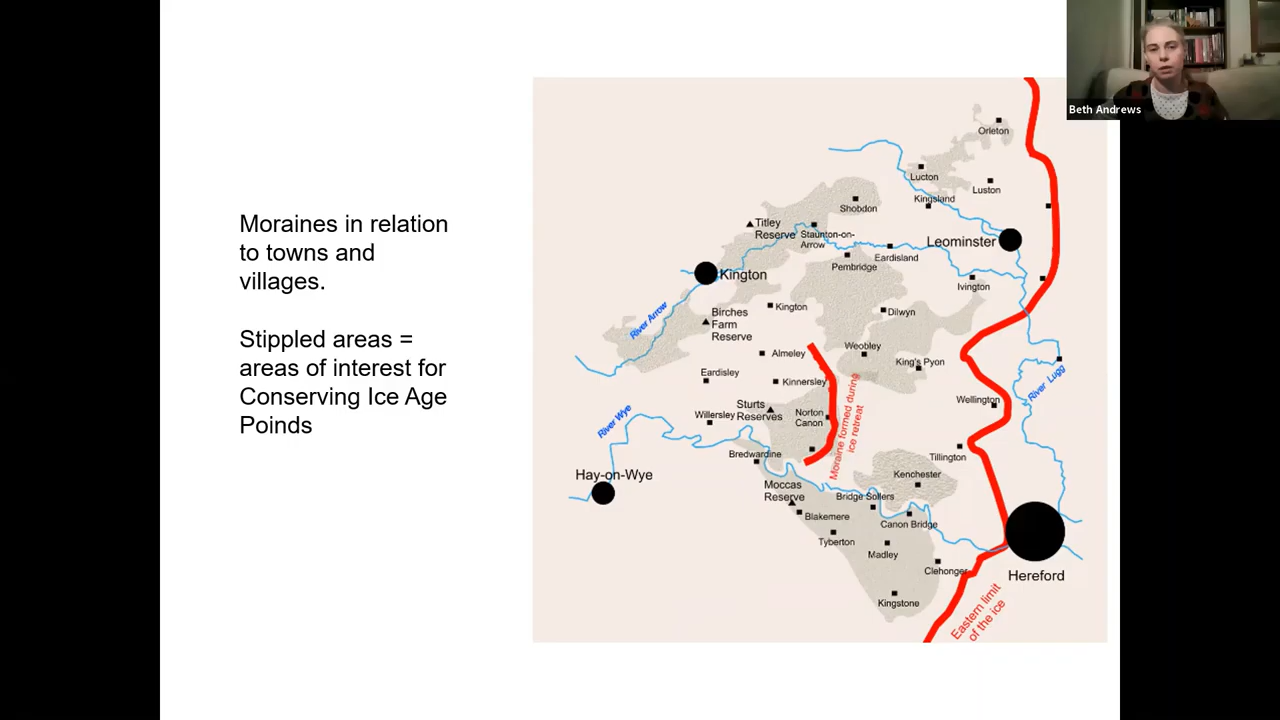 Beth Andrews
Moraines in relation
to towns and
villages.
Stippled areas =
areas of interest for
Conserving Ice Age
Poinds
Orleton
Lucton
Luston
Kingsland
Shobdon
Titley
Reserve
Staunton-on-
Arrow
Leominster
Eardisland
Pembridge
Kington
Ivington
River Arrow
Kington
Birches
Farm
Reserve
Dilwyn
Almeley
Weobley
King's Pyon
Eardisley
Kinnersley
River Lugg
Moraine formed during
ice retreat
Wellington
Sturts
Reserves
Norton
Canon
Willersley
River Wye
Tillington
Bredwardine
Hay-on-Wye
Kenchester
Moccas
Reserve
Bridge Sollers
Blakemere
Canon Bridge
Tyberton
Madley
Clehonger
Hereford
Kingstone
Eastern limit
of the ice